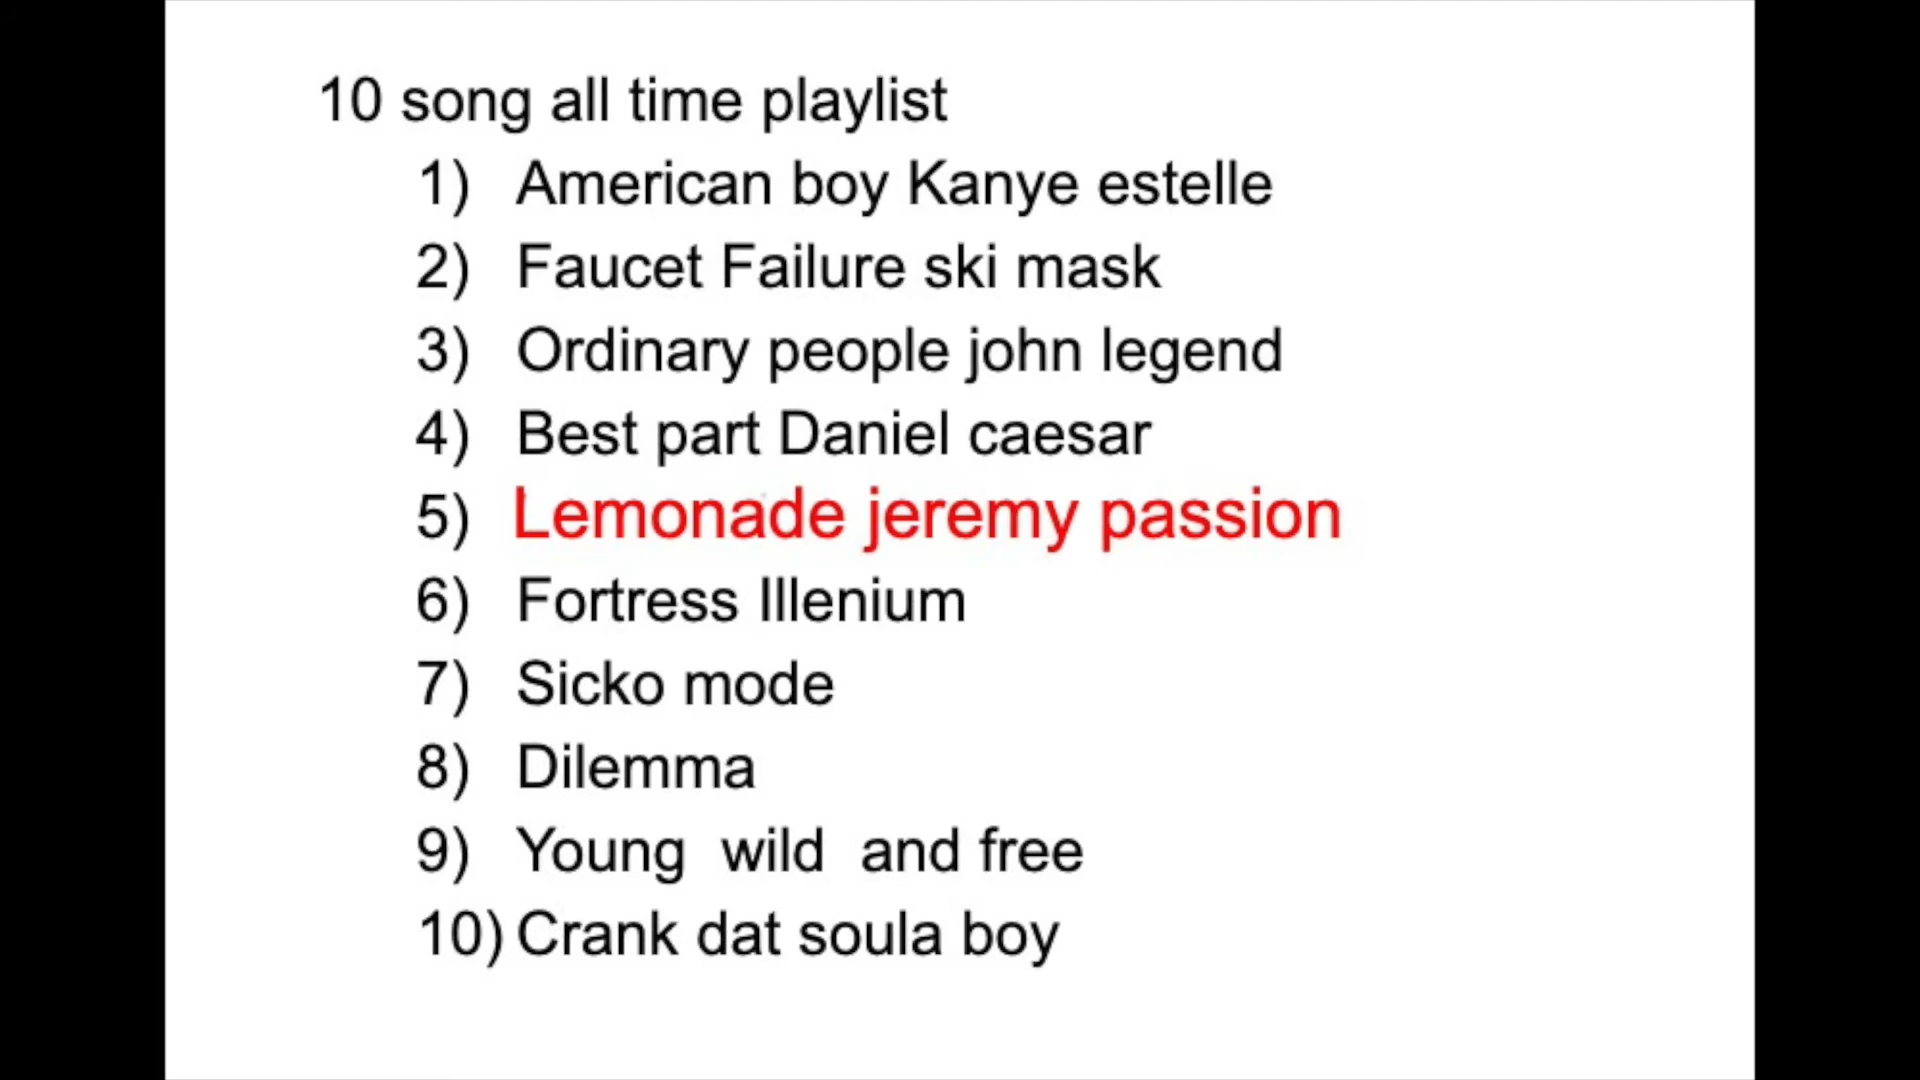 10 song all time playlist
1) American boy Kanye estelle
2) Faucet Failure ski mask
3) Ordinary people john legend
4) Best part Daniel caesar
5) Lemonade jeremy passion
6) Fortress Illenium
7) Sicko mode
8) Dilemma
9) Young wild and free
10) Crank dat soula boy